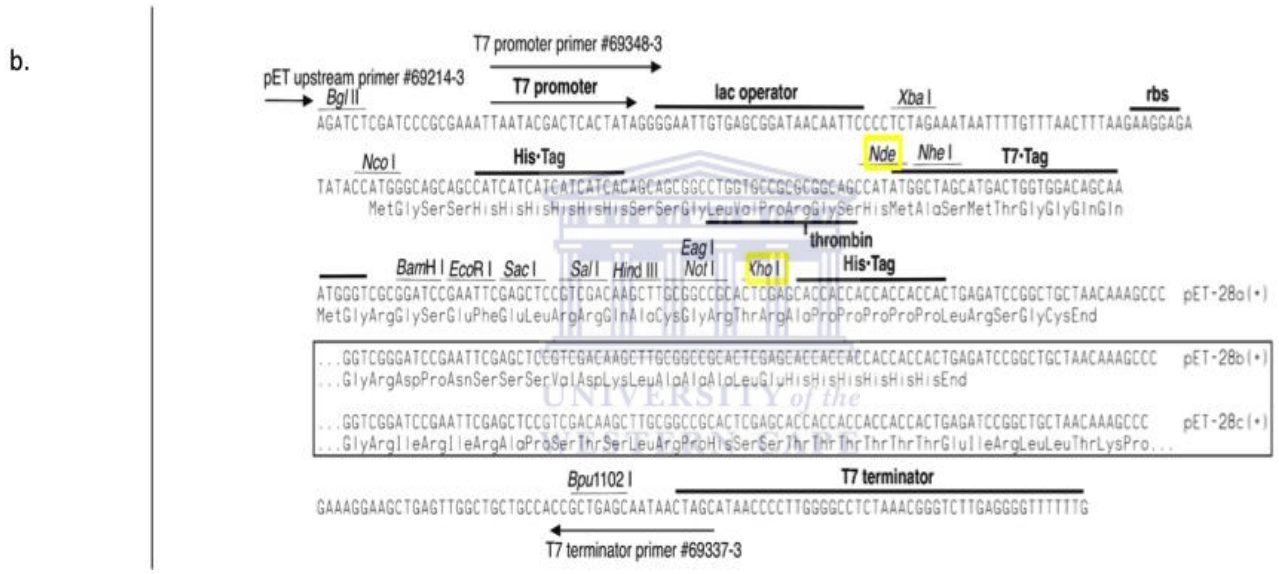 b.
T7 promoter primer #69348-3
pET upstream primer #69214-3
Bgl II
T7 promoter
lac operator
Xba I
rbs
AGATCTCGATCCCGCGAAATTAATACGACTCACTATAGGGGAATTGTGAGCGGATAACAATTCCCCTCTAGAAATAATTTTGTTTAACTTTAAGAAGGAGA
Nco I
His•Tag
Nde
Nhe I
T7•Tag
TATACCATGGGCAGCAGCCATCATCATCATCATCACAGCAGCGGCCTGGTGCCGCGCGGCAGCCATATGGCTAGCATGACTGGTGGACAGCAA
MetGlySerSerHisHisHisHisHisHisSerSerGlyLeuValProArgGlySerHisMetAlaSerMetThrGlyGlyGlnGln
thrombin
Eag I
BamH I EcoR I Sac I Sal I Hind III Not I Xho I His•Tag
ATGGGTCGCGGATCCGAATTCGAGCTCCGTCGACAAGCTTGCGGCCGCACTCGAGCACCACCACCACCACCACTGAGATCCGGCTGCTAACAAAGCCC pET-28a(+)
MetGlyArgGlySerGluPheGluLeuArgArgGlnAlaCysGlyArgThrArgAlaProProProProProLeuArgSerGlyCysEnd
...GGTCGGGATCCGAATTCGAGCTCCGTCGACAAGCTTGCGGCCGCACTCGAGCACCACCACCACCACCACTGAGATCCGGCTGCTAACAAAGCCC pET-28b(+)
...GlyArgAspProAsnSerSerSerValAspLysLeuAlaAlaAlaLeuGluHisHisHisHisHisHisEnd
UNIVERSITY of the
...GGTCGGATCCGAATTCGAGCTCCGTCGACAAGCTTGCGGCCGCACTCGAGCACCACCACCACCACCACTGAGATCCGGCTGCTAACAAAGCCC pET-28c(+)
WESTERN CAPE
...GlyArgIleArgIleArgAlaProSerThrSerLeuArgProHisSerSerThrThrThrThrThrThrGluIleArgLeuLeuThrLysPro...
Bpu1102 I
T7 terminator
GAAAGGAAGCTGAGTTGGCTGCTGCCACCGCTGAGCAATAACTAGCATAACCCCTTGGGGCCTCTAAACGGGTCTTGAGGGGTTTTTTG
T7 terminator primer #69337-3